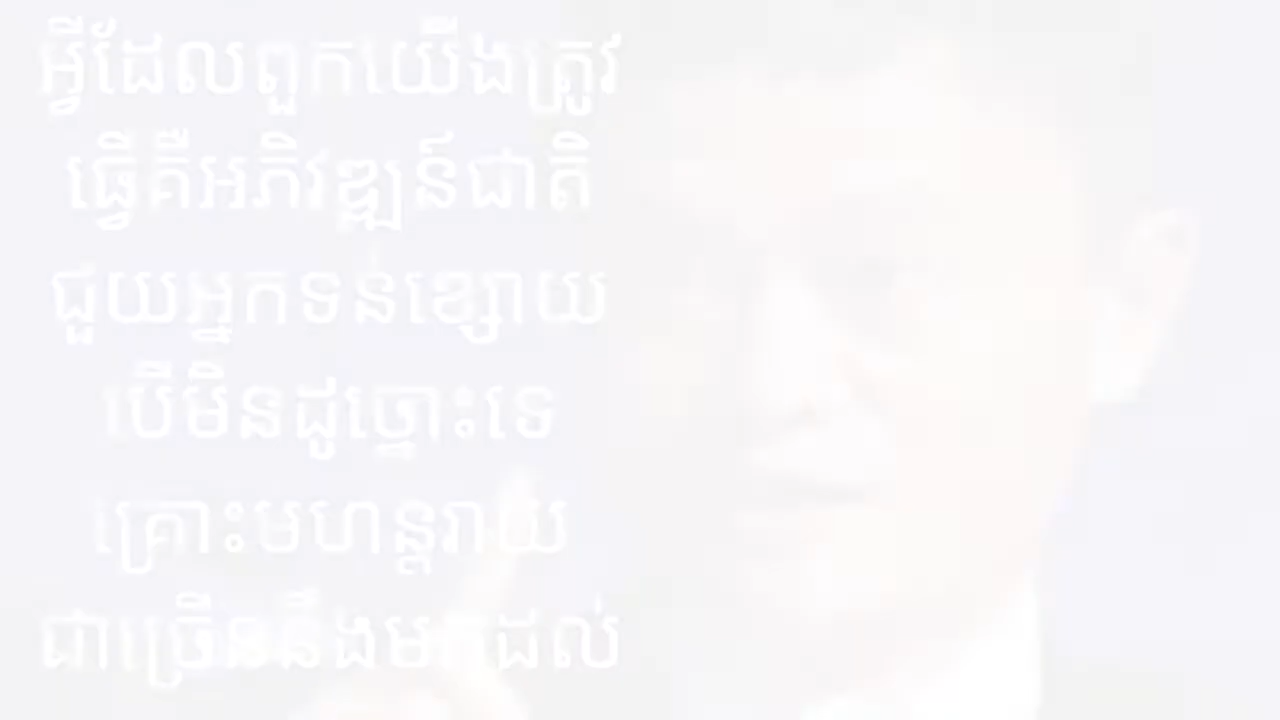 អ្វីដែលពួកយើងត្រូវ
ធ្វើគឺអភិវឌ្ឍន៍ជាតិ
ជួយអ្នកទន់ខ្សោយ
បើមិនដូច្នោះទេ
គ្រោះមហន្តរាយ
ជាច្រើននឹងមកដល់